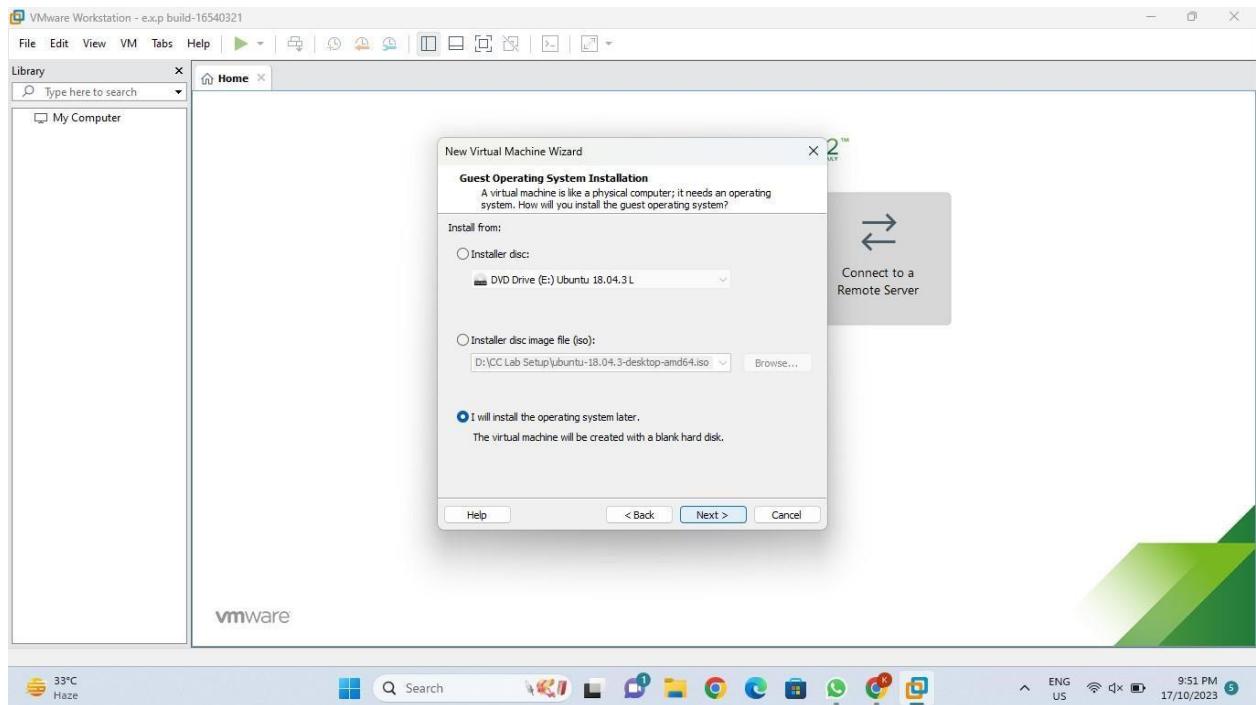 VMware Workstation - e.x.p build-16540321
File Edit View VM Tabs Help
Library
Type here to search
My Computer
Home
2™
New Virtual Machine Wizard
Guest Operating System Installation
A virtual machine is like a physical computer; it needs an operating
system. How will you install the guest operating system?
Install from:
Installer disc:
DVD Drive (E:) Ubuntu 18.04.3 L
Installer disc image file (iso):
D:\CC Lab Setup\ubuntu-18.04.3-desktop-amd64.iso
Browse...
I will install the operating system later.
The virtual machine will be created with a blank hard disk.
Help
< Back
Next >
Cancel
Connect to a
Remote Server
vmware
33°C
Haze
Search
1
K
ENG
US
9:51 PM
17/10/2023
5